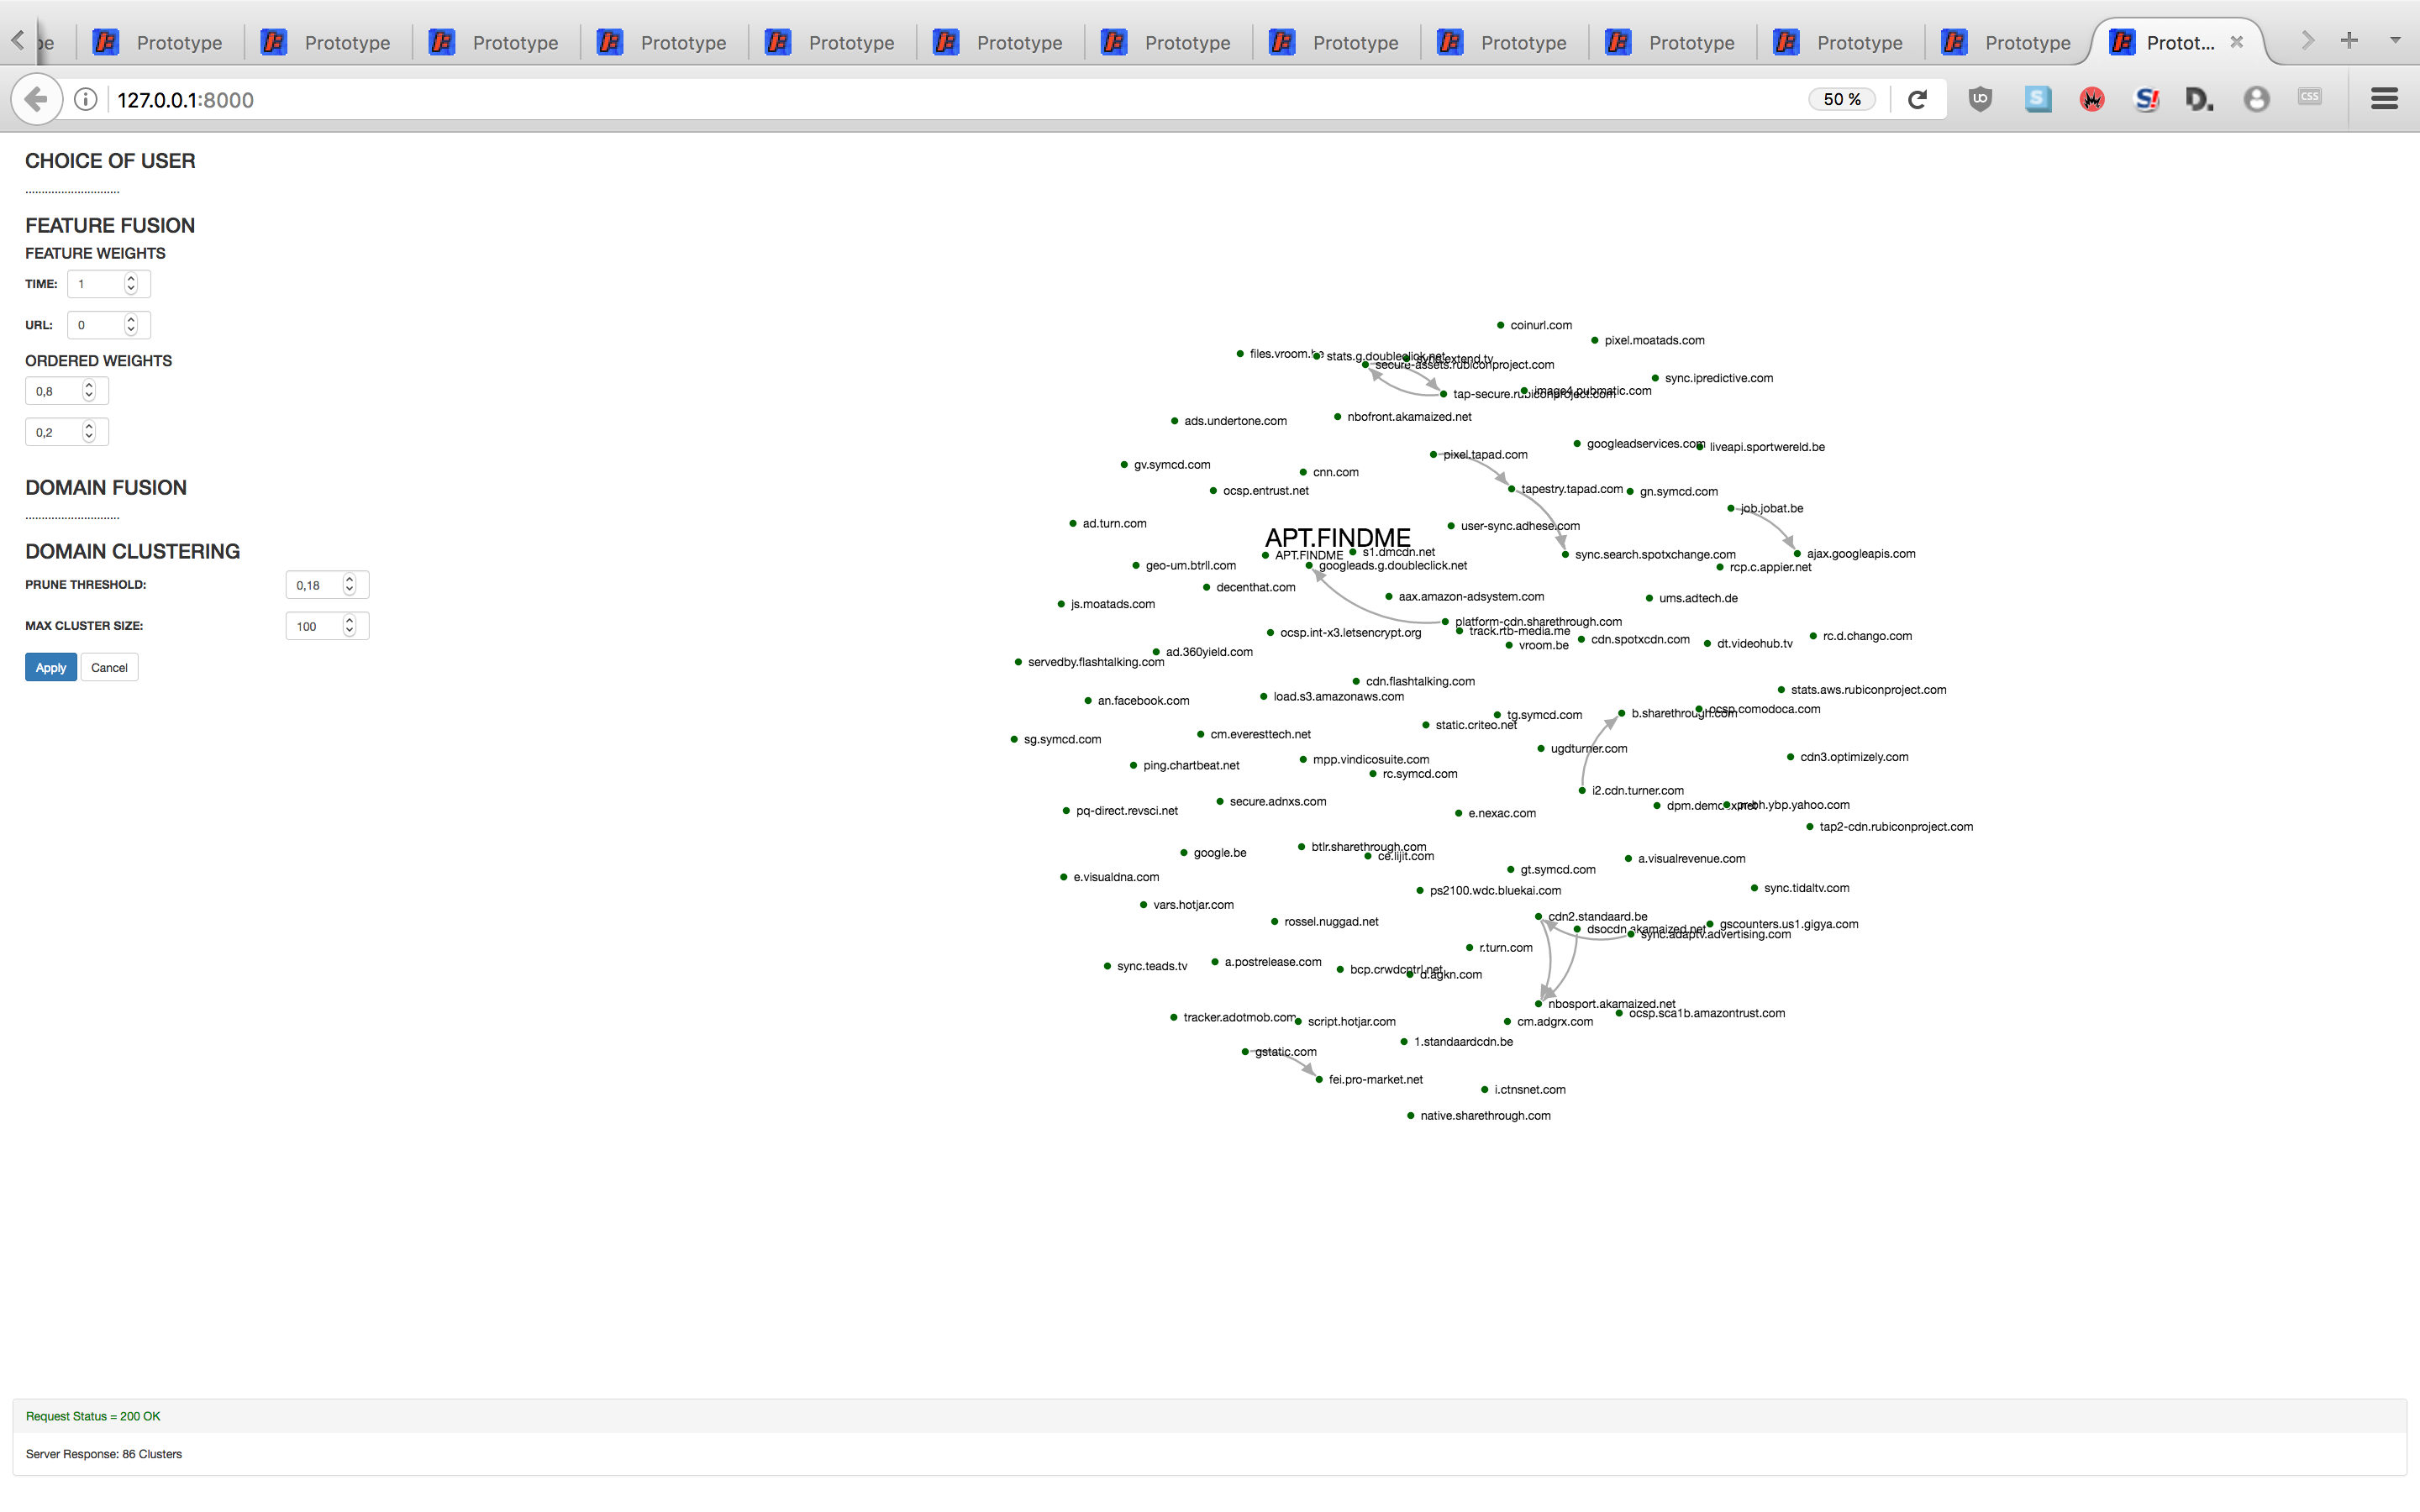 pe
Prototype
Prototype
Prototype
Prototype
Prototype
Prototype
Prototype
Prototype
Prototype
Prototype
Prototype
Prototype
Protot...
127.0.0.1:8000
50 %
CSS
CHOICE OF USER
.............................
FEATURE FUSION
FEATURE WEIGHTS
TIME: 1
URL: 0
ORDERED WEIGHTS
0,8
0,2
DOMAIN FUSION
.............................
DOMAIN CLUSTERING
PRUNE THRESHOLD: 0,18
MAX CLUSTER SIZE: 100
Apply Cancel
coinurl.com
pixel.moatads.com
files.vroom.be
stats.g.doubleclick.net
sync.extend.tv
secure-assets.rubiconproject.com
sync.ipredictive.com
image4.pubmatic.com
tap-secure.rubiconproject.com
nbofront.akamaized.net
ads.undertone.com
googleadservices.com
liveapi.sportwereld.be
pixel.tapad.com
gv.symcd.com
cnn.com
tapestry.tapad.com
ocsp.entrust.net
gn.symcd.com
job.jobat.be
ad.turn.com
user-sync.adhese.com
APT.FINDME
s1.dmcdn.net
APT.FINDME
sync.search.spotxchange.com
ajax.googleapis.com
geo-um.btrll.com
googleads.g.doubleclick.net
rcp.c.appier.net
decenthat.com
aax.amazon-adsystem.com
ums.adtech.de
js.moatads.com
platform-cdn.sharethrough.com
track.rtb-media.me
ocsp.int-x3.letsencrypt.org
rc.d.chango.com
cdn.spotxcdn.com
dt.videohub.tv
vroom.be
ad.360yield.com
servedby.flashtalking.com
cdn.flashtalking.com
stats.aws.rubiconproject.com
load.s3.amazonaws.com
an.facebook.com
ocsp.comodoca.com
b.sharethrough.com
tg.symcd.com
static.criteo.net
cm.everesttech.net
sg.symcd.com
ugdturner.com
cdn3.optimizely.com
mpp.vindicosuite.com
ping.chartbeat.net
rc.symcd.com
i2.cdn.turner.com
secure.adnxs.com
dpm.demdex.net
pr-bh.ybp.yahoo.com
pq-direct.revsci.net
e.nexac.com
tap2-cdn.rubiconproject.com
btlr.sharethrough.com
google.be
ce.lijit.com
a.visualrevenue.com
gt.symcd.com
e.visualdna.com
sync.tidaltv.com
ps2100.wdc.bluekai.com
vars.hotjar.com
cdn2.standaard.be
rossel.nuggad.net
gscounters.us1.gigya.com
dsocdn.akamaized.net
sync.adaptv.advertising.com
r.turn.com
a.postrelease.com
sync.teads.tv
bcp.crwdcntrl.net
d.agkn.com
nbosport.akamaized.net
ocsp.sca1b.amazontrust.com
tracker.adotmob.com
script.hotjar.com
cm.adgrx.com
1.standaardcdn.be
gstatic.com
fei.pro-market.net
i.ctnsnet.com
native.sharethrough.com
Request Status = 200 OK
Server Response: 86 Clusters